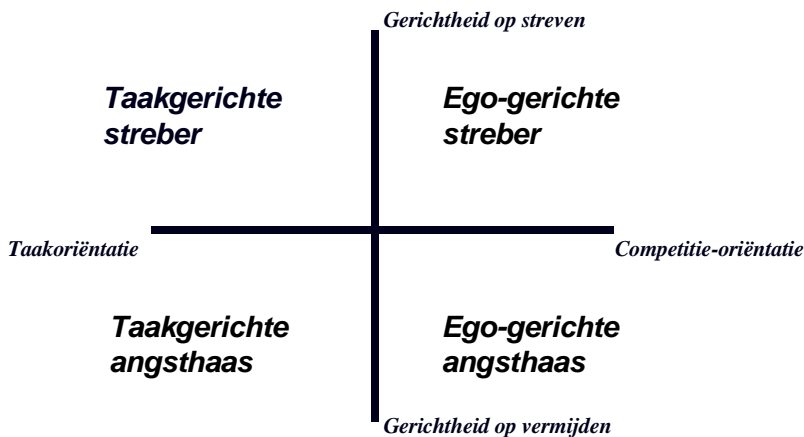 Gerichtheid op streven
Taakgerichte
streber
Ego-gerichte
streber
Taakoriëntatie
Competitie-oriëntatie
Taakgerichte
angsthaas
Ego-gerichte
angsthaas
Gerichtheid op vermijden